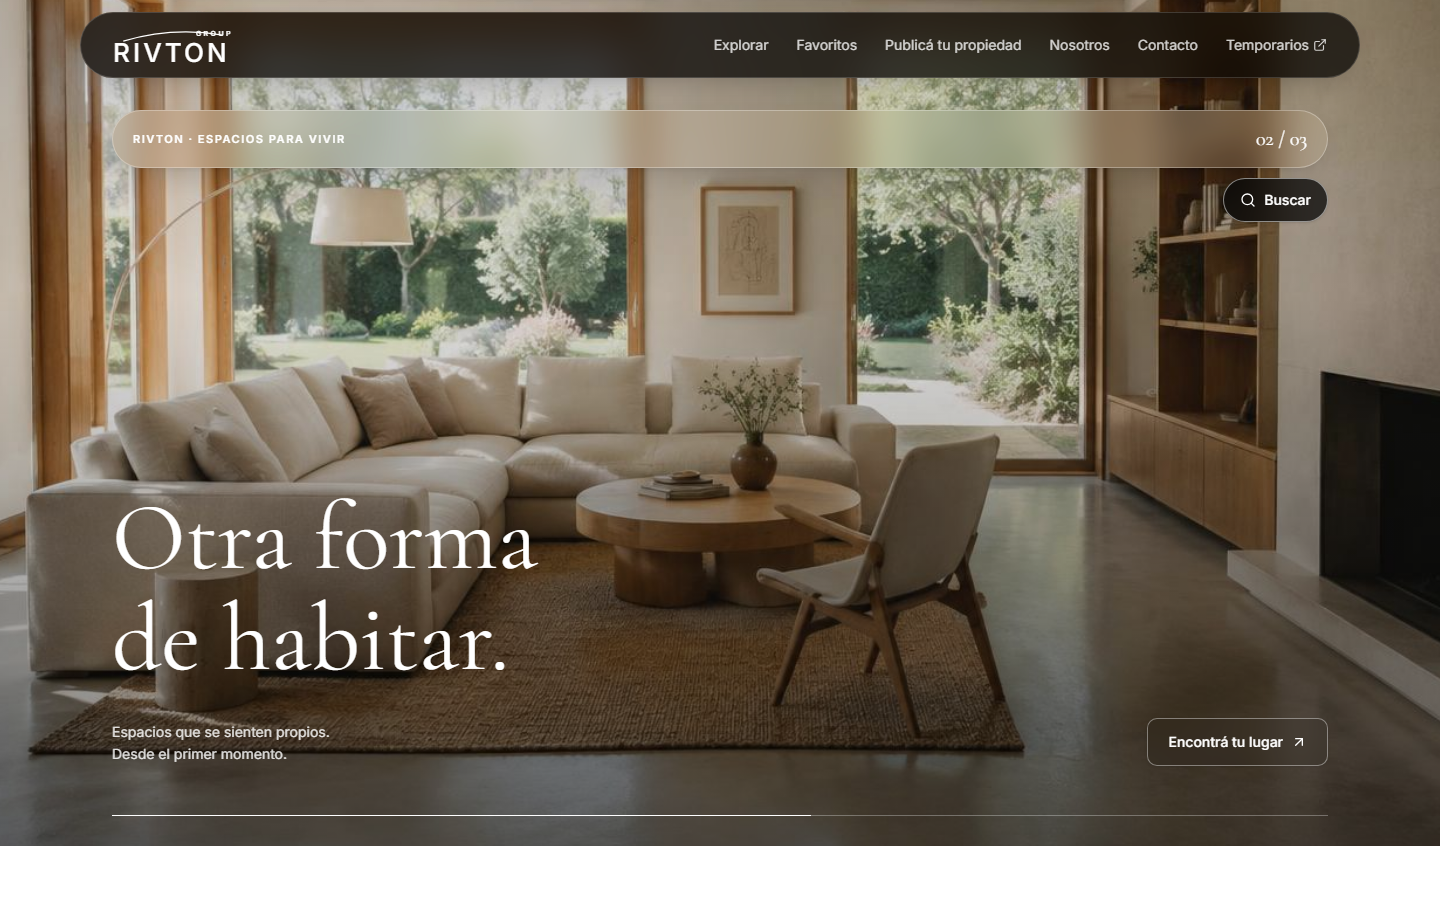 GROUP
RIVTON
Explorar
Favoritos
Publicá tu propiedad
Nosotros
Contacto
Temporarios
RIVTON · ESPACIOS PARA VIVIR
02 / 03
Buscar
Otra forma
de habitar.
Espacios que se sienten propios.
Desde el primer momento.
Encontrá tu lugar